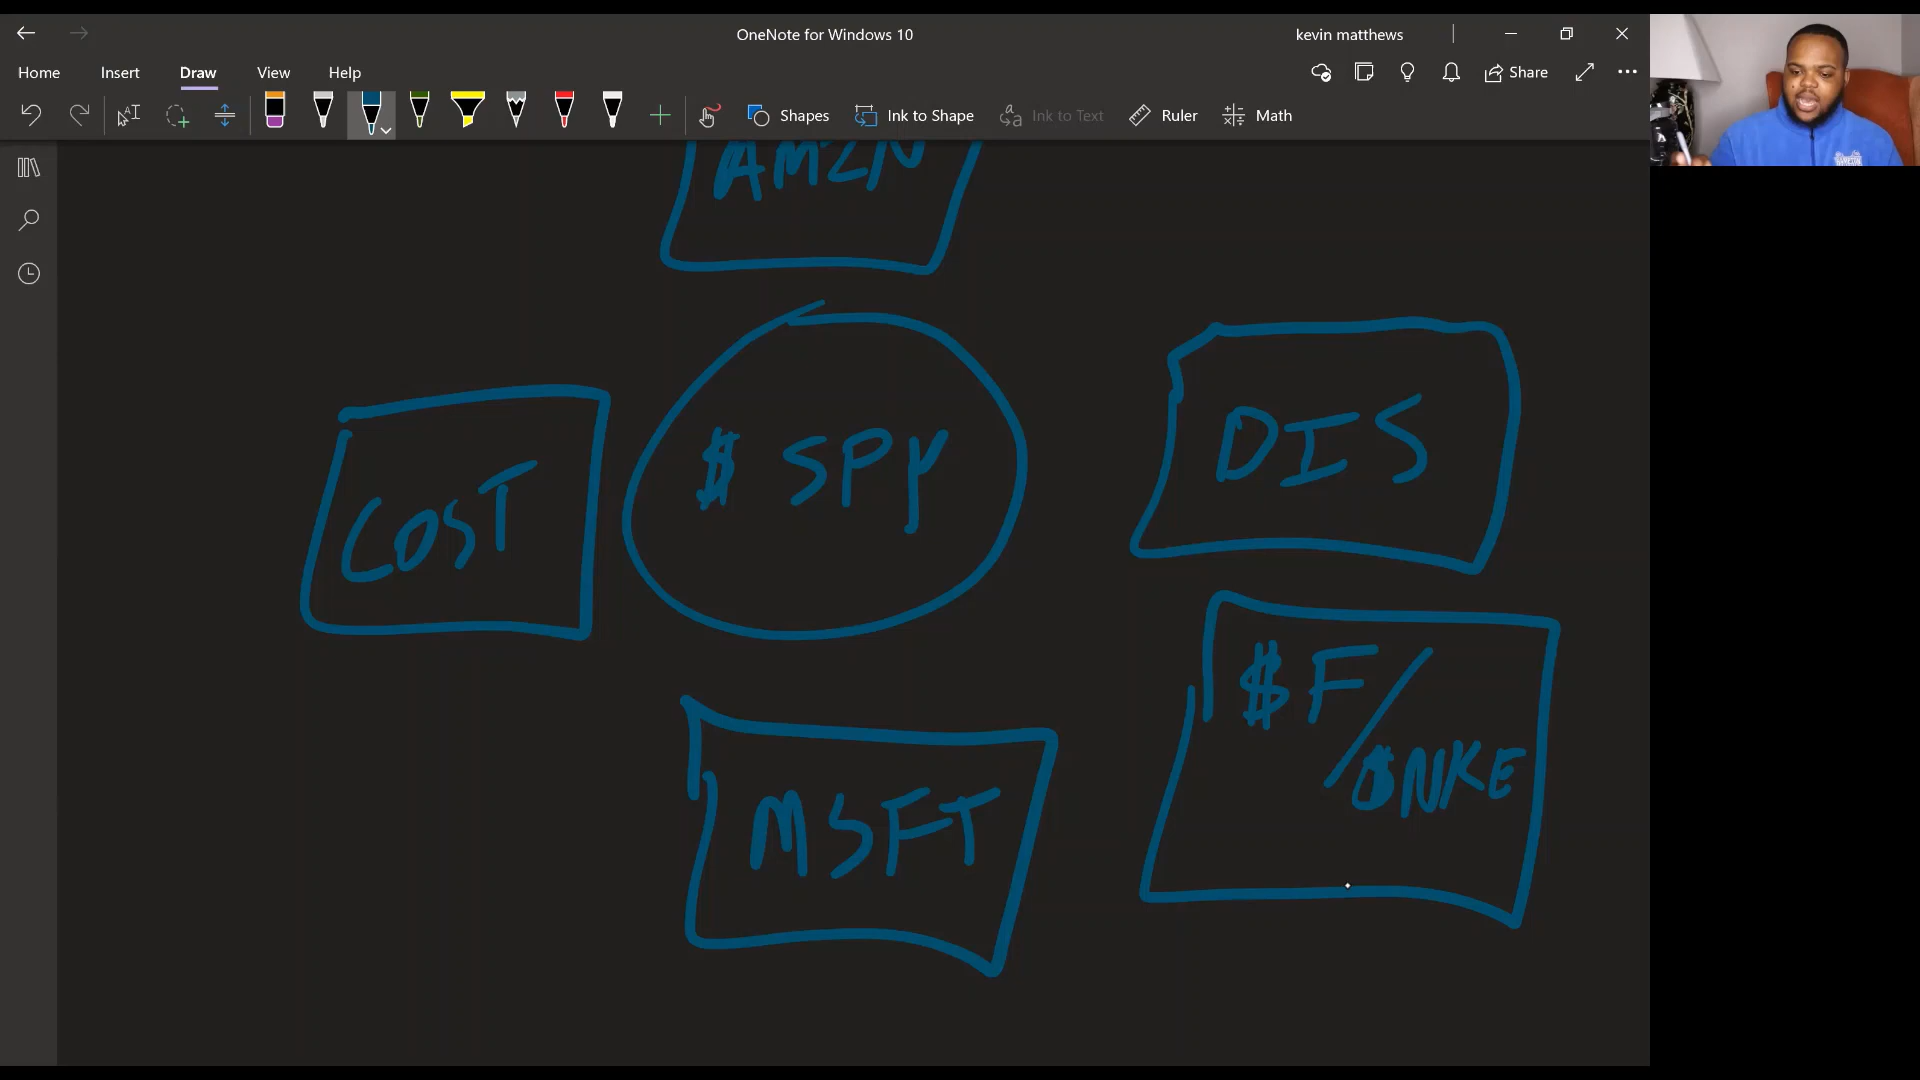 OneNote for Windows 10
kevin matthews
Home Insert Draw View Help
Share
Shapes Ink to Shape Ink to Text Ruler Math
AMZN
$ SPY
DIS
COST
$F/
$NKE
MSFT